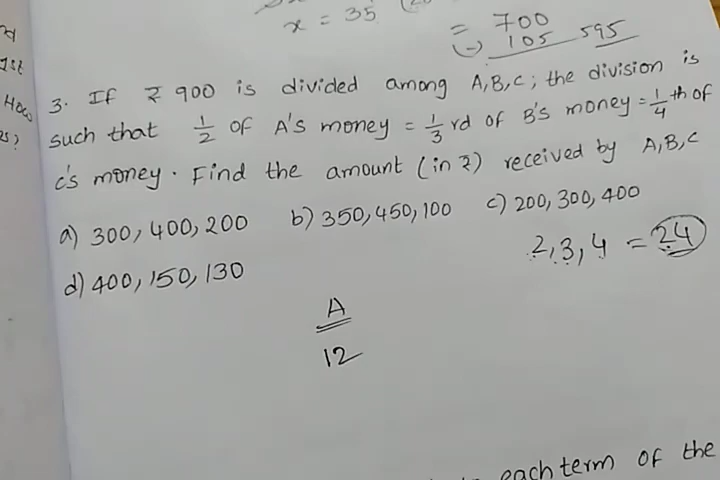 x = 35
= 700
(-) 105 595
3. If ₹ 900 is divided among A,B,C; the division is
such that 1/2 of A's money = 1/3 rd of B's money = 1/4 th of
c's money. Find the amount (in ₹) received by A,B,C
a) 300, 400, 200 b) 350, 450, 100 c) 200, 300, 400
2, 3, 4 = 24
d) 400, 150, 130
A
12
each term of the